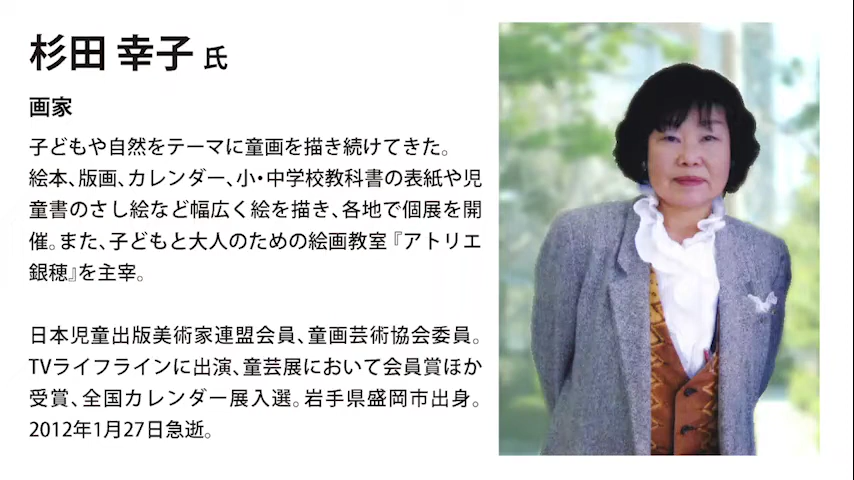 杉田 幸子 氏
画家
子どもや自然をテーマに童画を描き続けてきた。
絵本、版画、カレンダー、小・中学校教科書の表紙や児
童書のさし絵など幅広く絵を描き、各地で個展を開
催。また、子どもと大人のための絵画教室『アトリエ
銀穂』を主宰。
日本児童出版美術家連盟会員、童画芸術協会委員。
TVライフラインに出演、童芸展において会員賞ほか
受賞、全国カレンダー展入選。岩手県盛岡市出身。
2012年1月27日急逝。